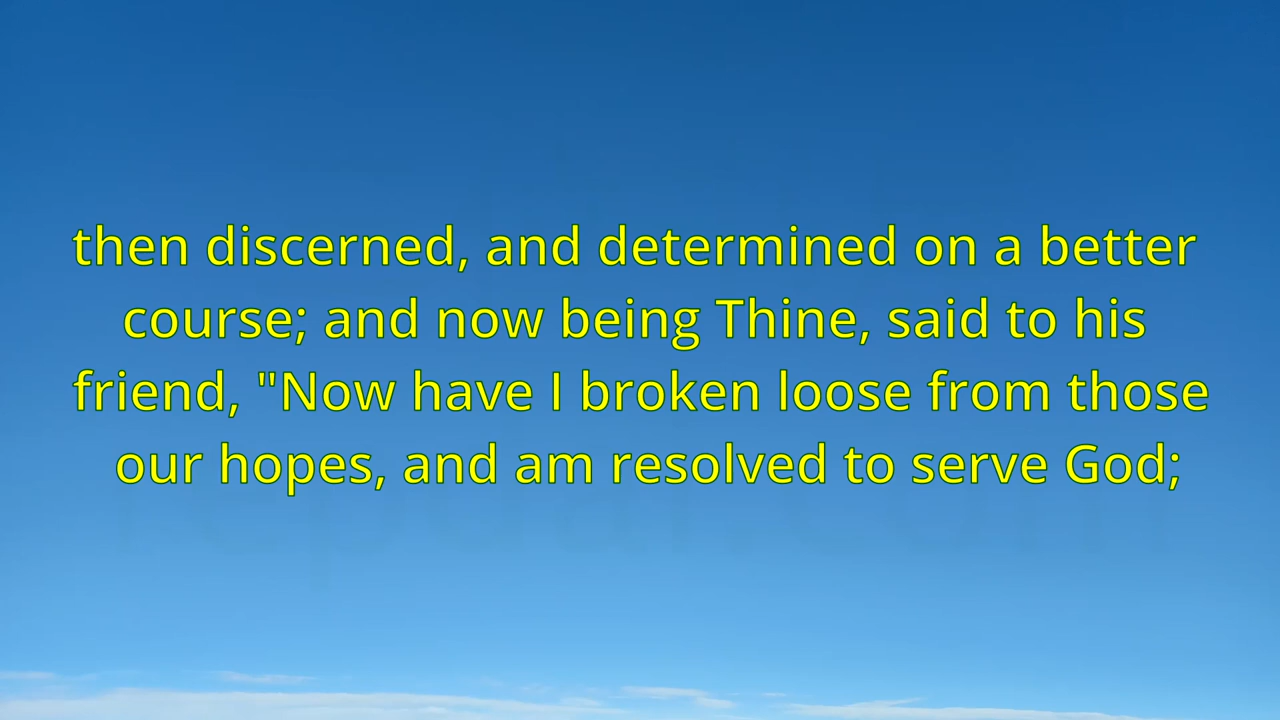 then discerned, and determined on a better
course; and now being Thine, said to his
friend, "Now have I broken loose from those
our hopes, and am resolved to serve God;